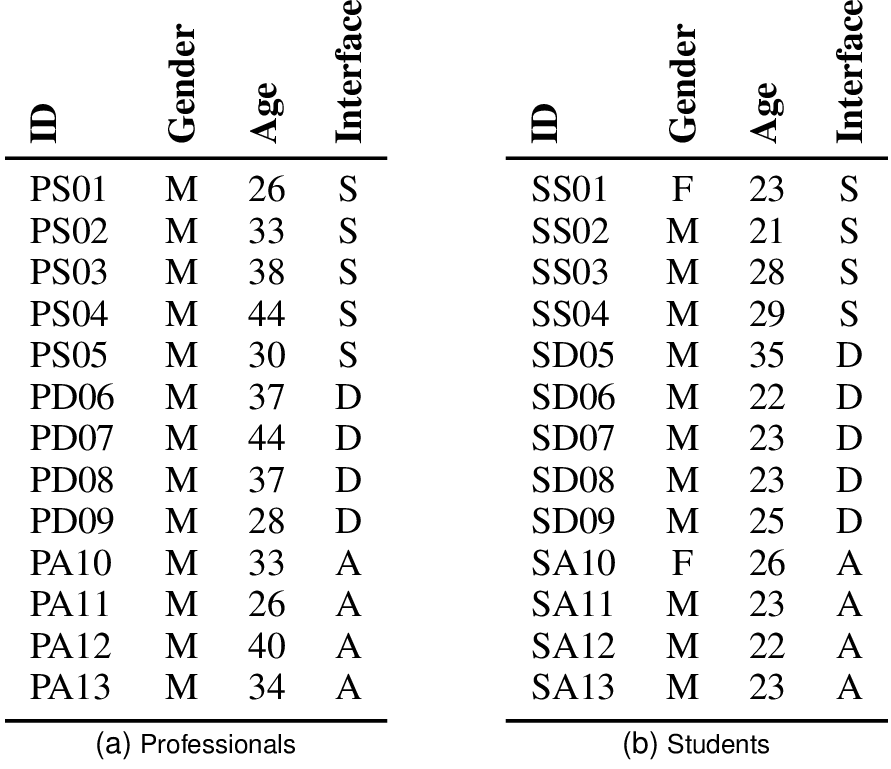 ID Gender Age Interface
PS01 M 26 S
PS02 M 33 S
PS03 M 38 S
PS04 M 44 S
PS05 M 30 S
PD06 M 37 D
PD07 M 44 D
PD08 M 37 D
PD09 M 28 D
PA10 M 33 A
PA11 M 26 A
PA12 M 40 A
PA13 M 34 A
(a) Professionals
ID Gender Age Interface
SS01 F 23 S
SS02 M 21 S
SS03 M 28 S
SS04 M 29 S
SD05 M 35 D
SD06 M 22 D
SD07 M 23 D
SD08 M 23 D
SD09 M 25 D
SA10 F 26 A
SA11 M 23 A
SA12 M 22 A
SA13 M 23 A
(b) Students